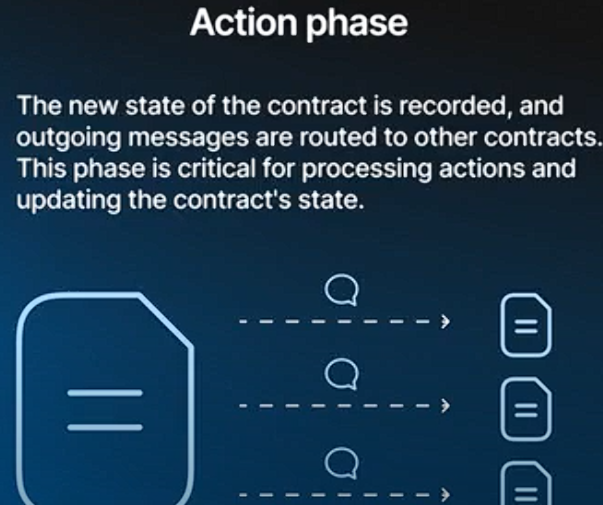 Action phase
The new state of the contract is recorded, and
outgoing messages are routed to other contracts.
This phase is critical for processing actions and
updating the contract's state.